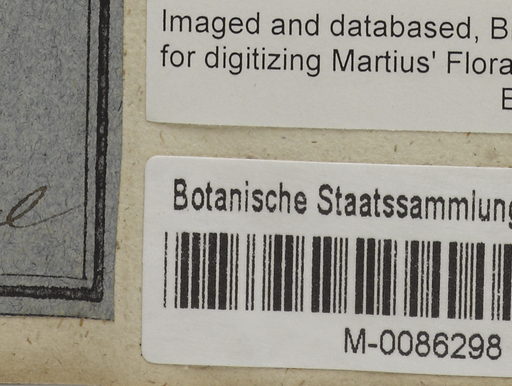 Imaged and databased, B
for digitizing Martius' Flora
Botanische Staatssammlung
M-0086298